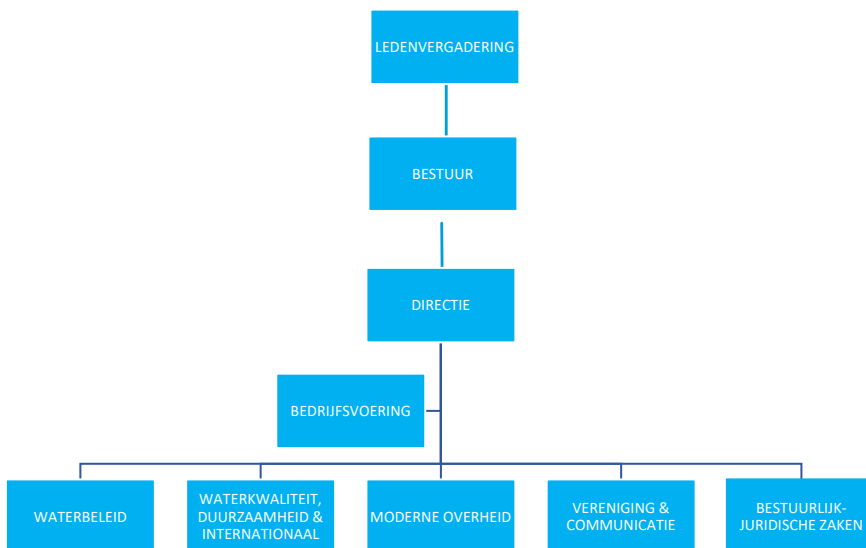 LEDENVERGADERING
BESTUUR
DIRECTIE
BEDRIJFSVOERING
WATERBELEID
WATERKWALITEIT,
DUURZAAMHEID &
INTERNATIONAAL
MODERNE OVERHEID
VERENIGING &
COMMUNICATIE
BESTUURLIJK-
JURIDISCHE ZAKEN